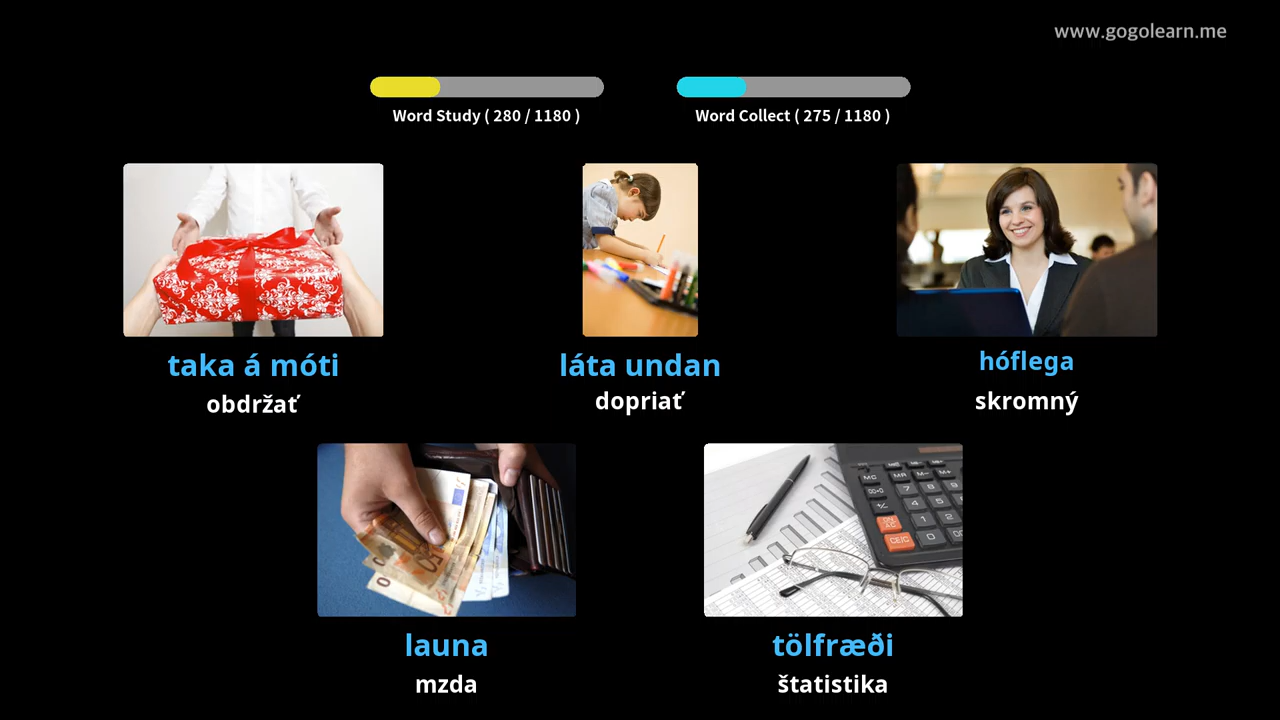 www.gogolearn.me
Word Study ( 280 / 1180 )
Word Collect ( 275 / 1180 )
taka á móti
obdržať
láta undan
dopriať
hóflega
skromný
launa
mzda
tölfræði
štatistika